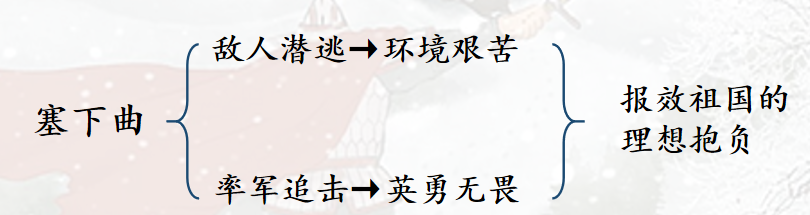 敌人潜逃→环境艰苦
塞下曲
率军追击→英勇无畏
报效祖国的
理想抱负